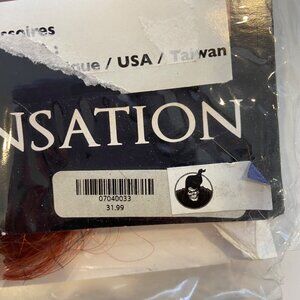 ssoires
:
ique / USA / Taiwan
NSATION
07040033
31.99